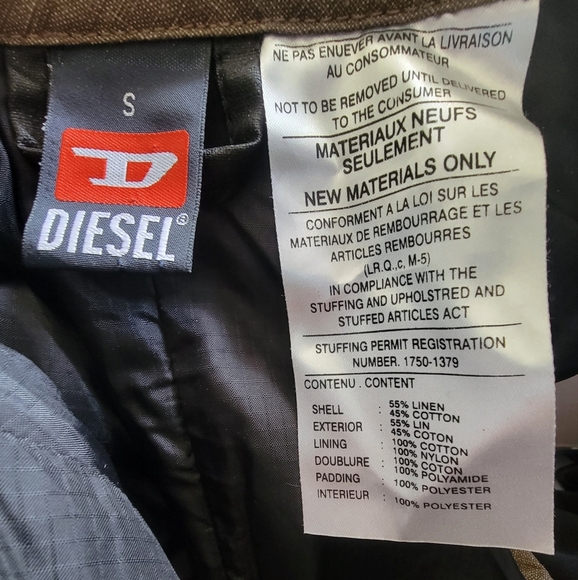 S
DIESEL®
NE PAS ENLEVER AVANT LA LIVRAISON
AU CONSOMMATEUR
NOT TO BE REMOVED UNTIL DELIVERED
TO THE CONSUMER
MATERIAUX NEUFS
SEULEMENT
NEW MATERIALS ONLY
CONFORMENT A LA LOI SUR LES
MATERIAUX DE REMBOURRAGE ET LES
ARTICLES REMBOURRES
(LR.Q.,c, M-5)
IN COMPLIANCE WITH THE
STUFFING AND UPHOLSTRED AND
STUFFED ARTICLES ACT
STUFFING PERMIT REGISTRATION
NUMBER. 1750-1379
CONTENU . CONTENT
SHELL : 55% LINEN
45% COTTON
EXTERIOR : 55% LIN
45% COTON
LINING : 100% COTTON
100% NYLON
DOUBLURE : 100% COTON
100% POLYAMIDE
PADDING : 100% POLYESTER
INTERIEUR : 100% POLYESTER